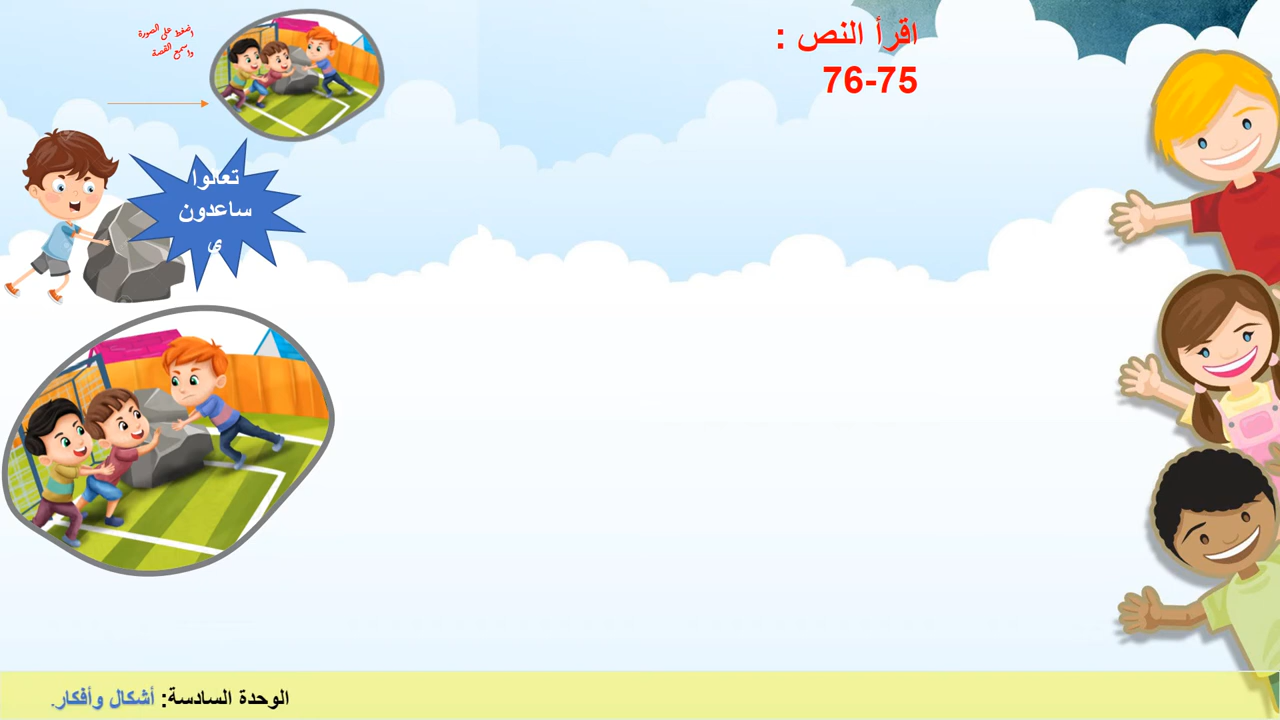 اقرأ النص :
76-75
اضغط على الصورة
واسمع القصة
تعالوا
ساعدون
ي
الوحدة السادسة: أشكال وأفكار.